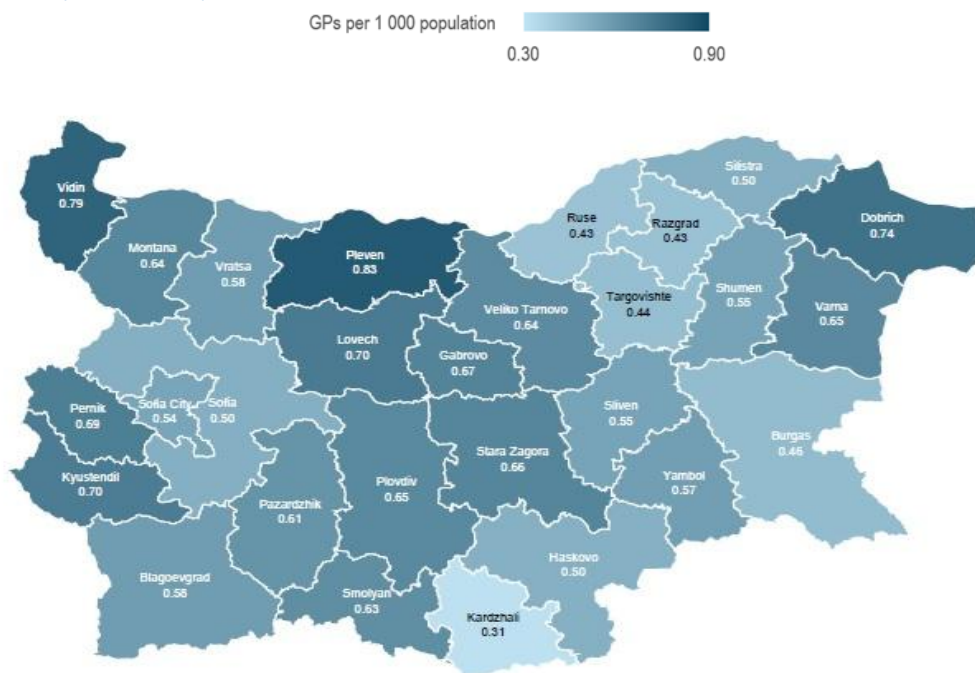 GPs per 1 000 population
0.30
0.90
Vidin
0.79
Montana
0.64
Vratsa
0.58
Pleven
0.83
Ruse
0.43
Razgrad
0.43
Silistra
0.50
Dobrich
0.74
Targovishte
0.44
Shumen
0.55
Varna
0.65
Veliko Tarnovo
0.64
Lovech
0.70
Gabrovo
0.67
Pernik
0.69
Sofia City
0.54
Sofia
0.50
Kyustendil
0.70
Pazardzhik
0.61
Plovdiv
0.65
Stara Zagora
0.66
Sliven
0.55
Yambol
0.57
Burgas
0.46
Blagoevgrad
0.58
Smolyan
0.63
Haskovo
0.50
Kardzhali
0.31